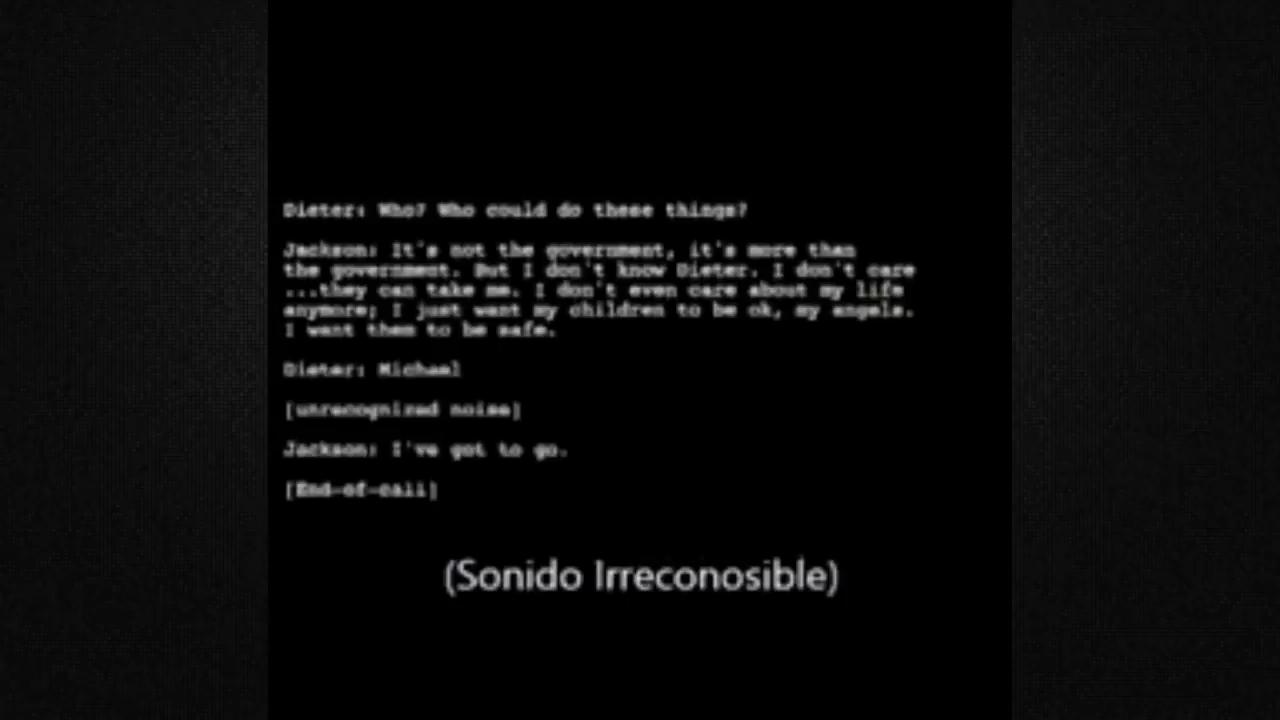 Dieter: Who? Who could do these things?
Jackson: It's not the government, it's more than
the government. But I don't know Dieter. I don't care
...they can take me. I don't even care about my life
anymore; I just want my children to be ok, my angels.
I want them to be safe.
Dieter: Michael
[unrecognized noise]
Jackson: I've got to go.
[End-of-call]
(Sonido Irreconosible)